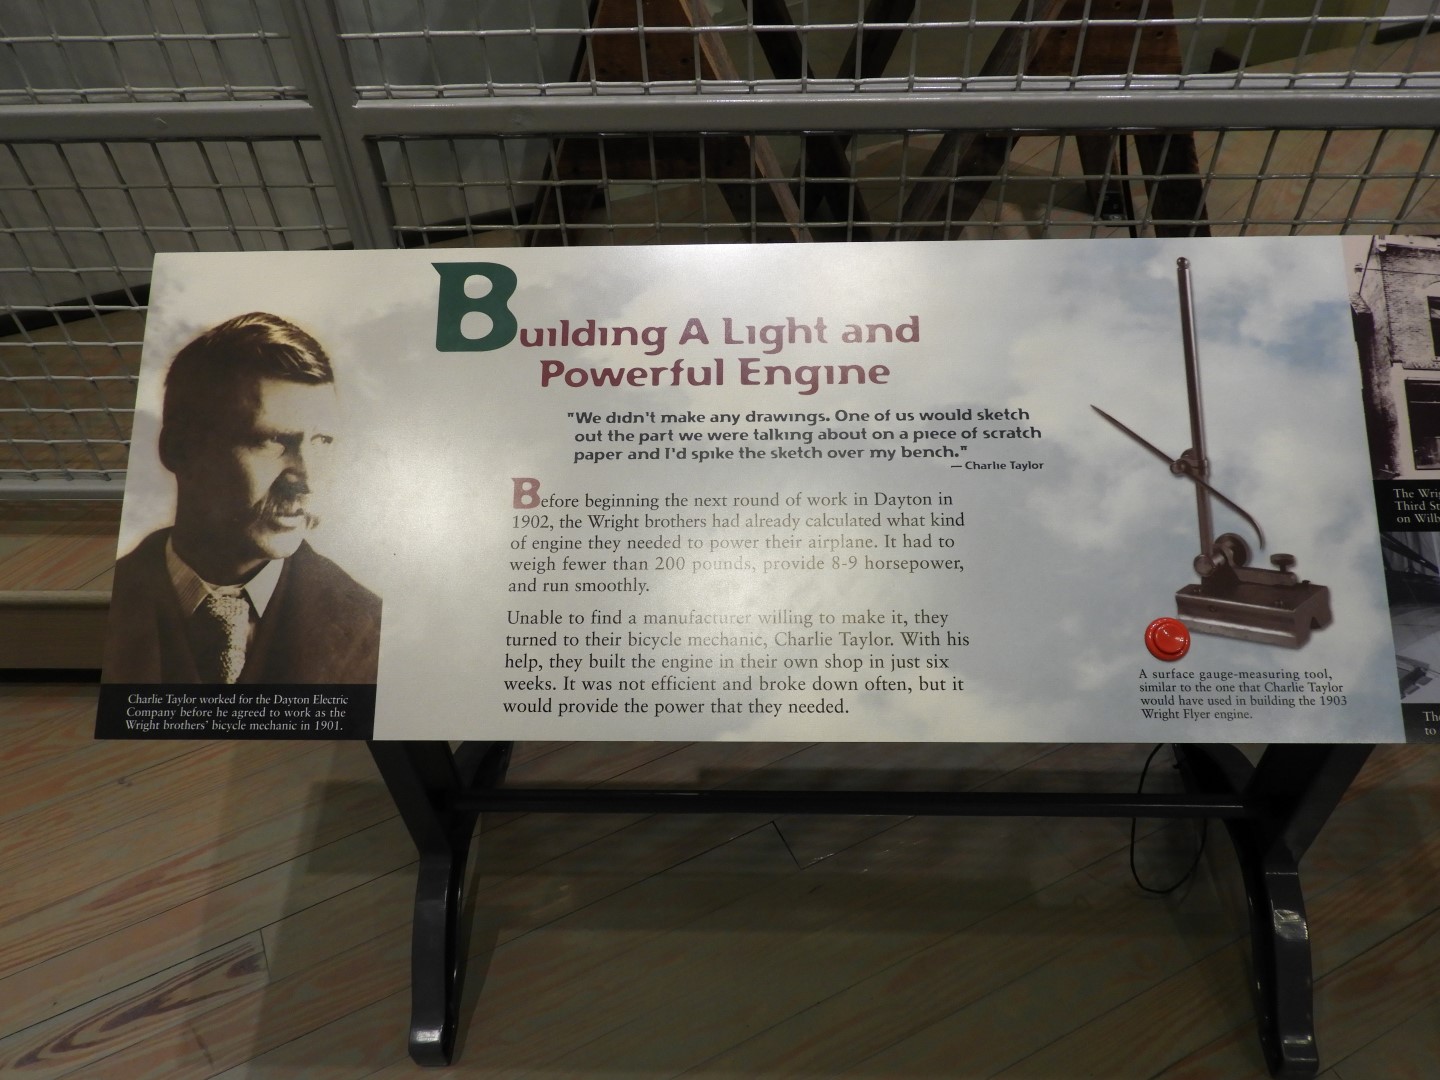 Building A Light and
Powerful Engine
"We didn't make any drawings. One of us would sketch
out the part we were talking about on a piece of scratch
paper and I'd spike the sketch over my bench."
— Charlie Taylor
Before beginning the next round of work in Dayton in
1902, the Wright brothers had already calculated what kind
of engine they needed to power their airplane. It had to
weigh fewer than 200 pounds, provide 8-9 horsepower,
and run smoothly.
Unable to find a manufacturer willing to make it, they
turned to their bicycle mechanic, Charlie Taylor. With his
help, they built the engine in their own shop in just six
weeks. It was not efficient and broke down often, but it
would provide the power that they needed.
Charlie Taylor worked for the Dayton Electric
Company before he agreed to work as the
Wright brothers' bicycle mechanic in 1901.
A surface gauge-measuring tool,
similar to the one that Charlie Taylor
would have used in building the 1903
Wright Flyer engine.
The
Third
on
to